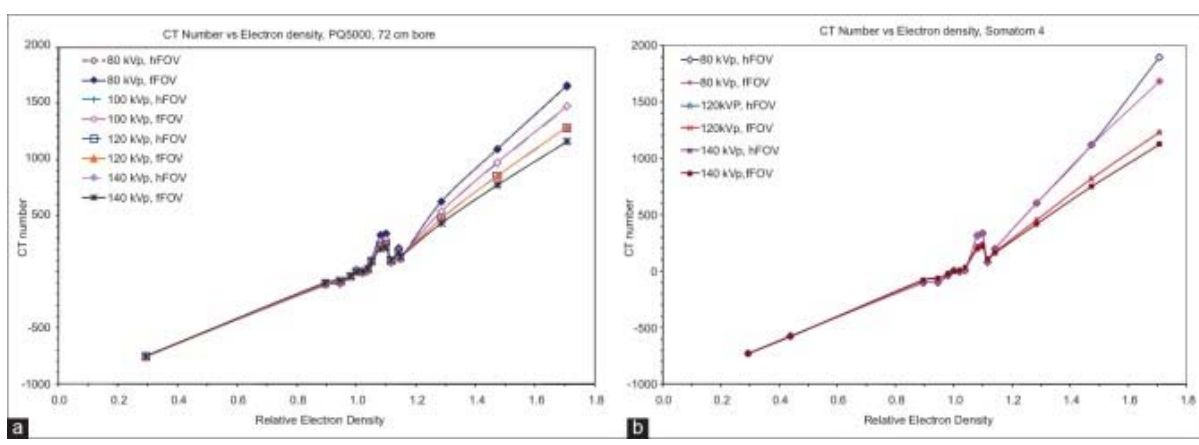 CT Number vs Electron density, PQ5000, 72 cm bore
2000
1500
1000
500
0
-500
-1000
CT number
80 kVp, hFOV
80 kVp, fFOV
100 kVp, hFOV
100 kVp, fFOV
120 kVp, hFOV
120 kVp, fFOV
140 kVp, hFOV
140 kVp, fFOV
0.0 0.2 0.4 0.6 0.8 1.0 1.2 1.4 1.6 1.8
Relative Electron Density
a
CT Number vs Electron density, Somatom 4
2000
1500
1000
500
0
-500
-1000
CT number
80 kVp, hFOV
80 kVp, fFOV
120kVP, hFOV
120kVp, fFOV
140 kVp, hFOV
140 kVp,fFOV
0.0 0.2 0.4 0.6 0.8 1.0 1.2 1.4 1.6 1.8
Relative Electron Density
b